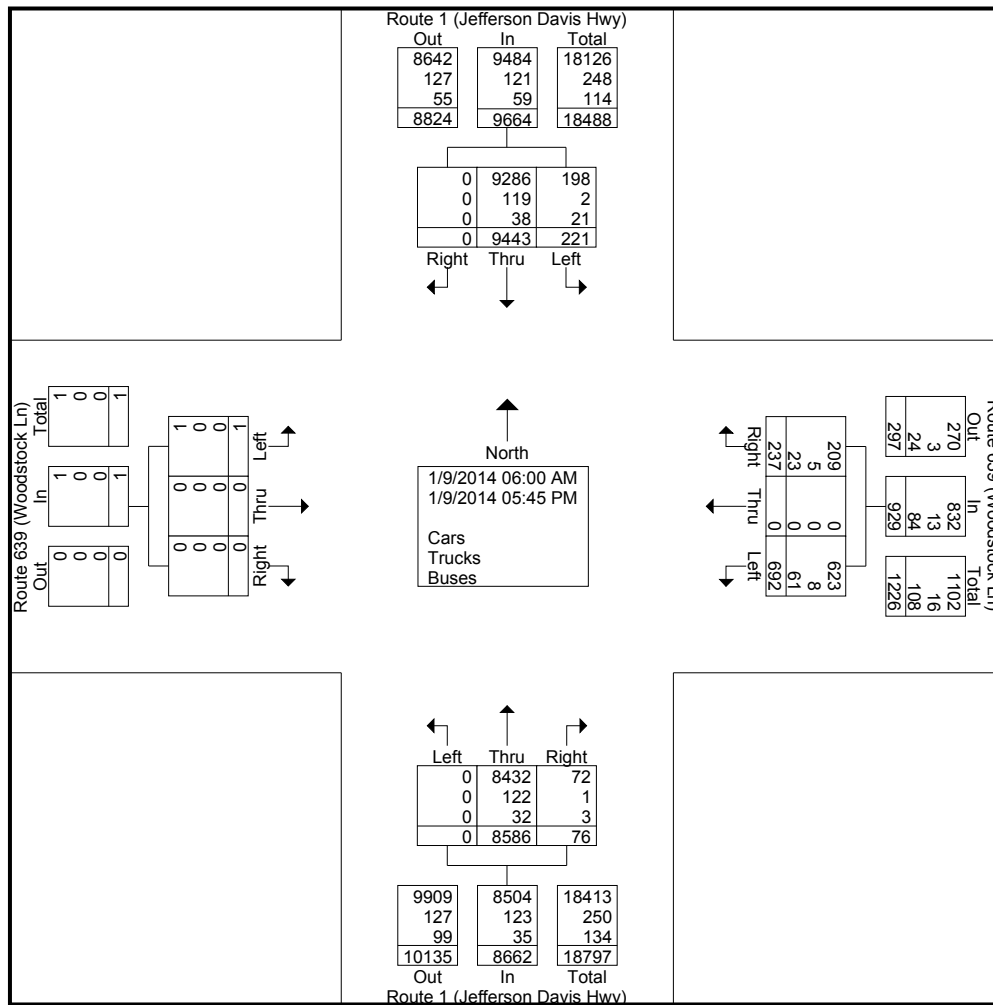 Route 1 (Jefferson Davis Hwy)
Out In Total
8642 9484 18126
127 121 248
55 59 114
8824 9664 18488
0 9286 198
0 119 2
0 38 21
0 9443 221
Right Thru Left
Route 639 (Woodstock Ln)
Out In Total
0 1 1
0 0 0
0 0 0
0 1 1
Right Thru Left
0 0 1
0 0 0
0 0 0
0 0 1
North
1/9/2014 06:00 AM
1/9/2014 05:45 PM
Cars
Trucks
Buses
Right Thru Left
209 0 623
5 0 8
23 0 61
237 0 692
Route 639 (Woodstock Ln)
Out In Total
270 832 1102
3 13 16
24 84 108
297 929 1226
Left Thru Right
0 8432 72
0 122 1
0 32 3
0 8586 76
9909 8504 18413
127 123 250
99 35 134
10135 8662 18797
Out In Total
Route 1 (Jefferson Davis Hwy)